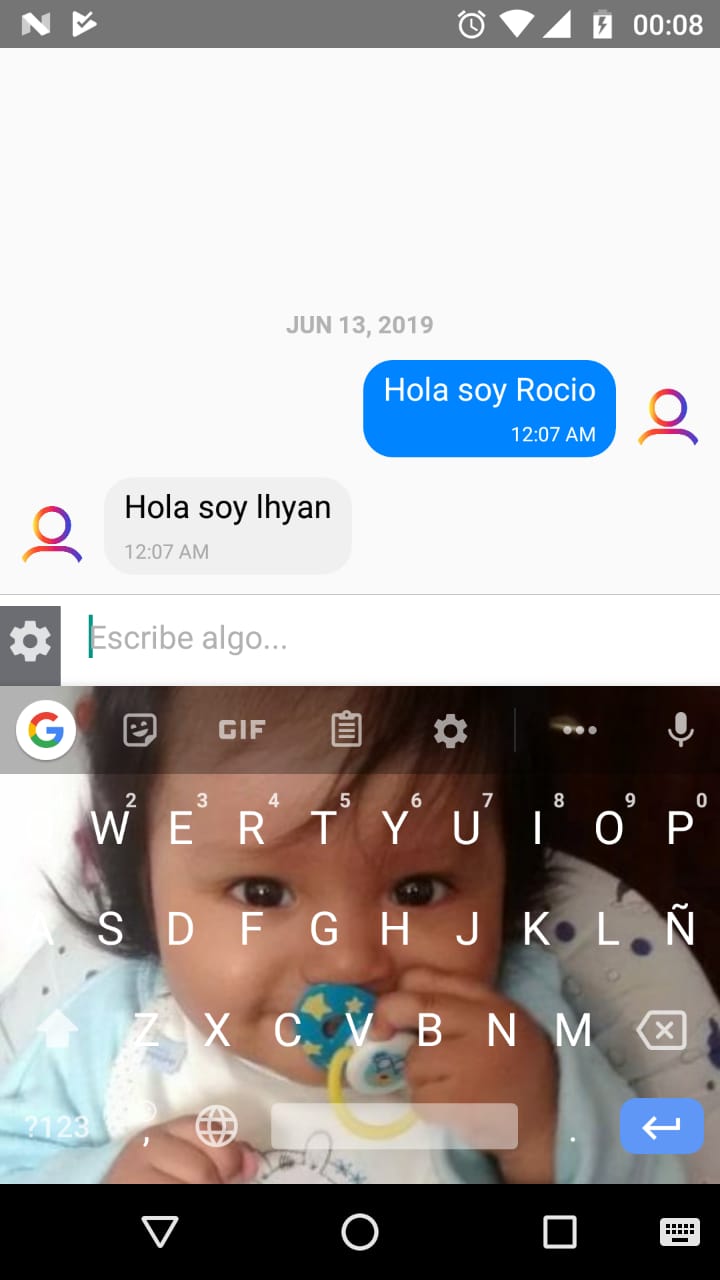 00:08
JUN 13, 2019
Hola soy Rocio
12:07 AM
Hola soy lhyan
12:07 AM
Escribe algo...
G GIF
2 3 4 5 6 7 8 9 0
W E R T Y U I O P
A S D F G H J K L Ñ
Z X C V B N M
?123 , .